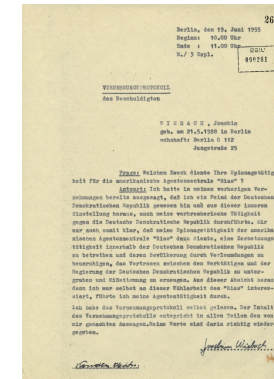 26
Berlin, den 19. Juni 1955
Beginn: 10.00 Uhr
Ende : 11.00 Uhr
M./ 3 Expl.
BStU
000281
VERNEHMUNGSPROTOKOLL
des Beschuldigten
W I E B A C H , Joachim
geb. am 21.5.1928 in Berlin
wohnhaft: Berlin O 112
Jungstraße 25
Frage: Welchen Zweck diente Ihre Spionagetätig-
keit für die amerikanische Agentenzentrale "Rias" ?
Antwort: Ich hatte in meinen vorherigen Ver-
nehmungen bereits ausgesagt, daß ich als Feind der Deutschen
Demokratischen Republik gewesen bin und aus dieser inneren
Einstellung heraus, auch meine verbrecherische Tätigkeit
gegen die Deutsche Demokratische Republik durchführte. Mir
war auch somit klar, daß meine Spionagetätigkeit der amerika-
nischen Agentenzentrale "Rias" dazu diente, eine Zersetzungs-
tätigkeit innerhalb der Deutschen Demokratischen Republik
zu betreiben und deren Bevölkerung durch Verleumdungen zu
beunruhigen, das Vertrauen zwischen den Werktätigen und der
Regierung der Deutschen Demokratischen Republik zu unter-
graben und Mißstimmung zu erzeugen. Aus dieser Absicht heraus
denn ich war selbst an dieser Wühlarbeit des "Rias" interes-
siert, führte ich meine Agententätigkeit durch.
Ich habe das Vernehmungsprotokoll selbst gelesen. Der Inhalt
des Vernehmungsprotokolls entspricht in allen Teilen den von
mir gemachten Aussagen. Meine Worte sind darin richtig wieder-
gegeben.